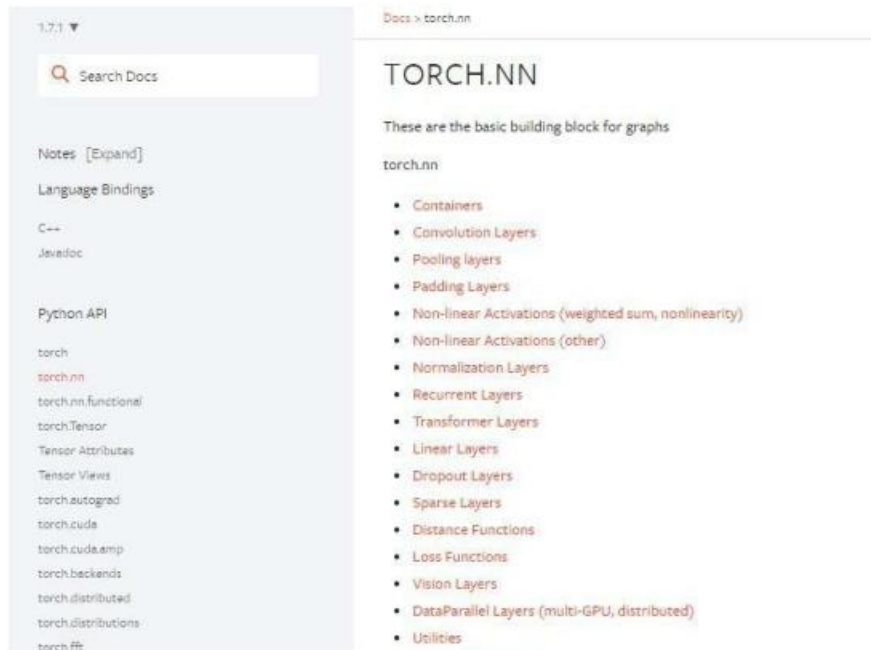 1.7.1 ▼
Search Docs
Notes [Expand]
Language Bindings
C++
Javadoc
Python API
torch
torch.nn
torch.nn.functional
torch.Tensor
Tensor Attributes
Tensor Views
torch.autograd
torch.cuda
torch.cuda.amp
torch.backends
torch.distributed
torch.distributions
torch.fft
Docs > torch.nn
TORCH.NN
These are the basic building block for graphs
torch.nn
• Containers
• Convolution Layers
• Pooling layers
• Padding Layers
• Non-linear Activations (weighted sum, nonlinearity)
• Non-linear Activations (other)
• Normalization Layers
• Recurrent Layers
• Transformer Layers
• Linear Layers
• Dropout Layers
• Sparse Layers
• Distance Functions
• Loss Functions
• Vision Layers
• DataParallel Layers (multi-GPU, distributed)
• Utilities